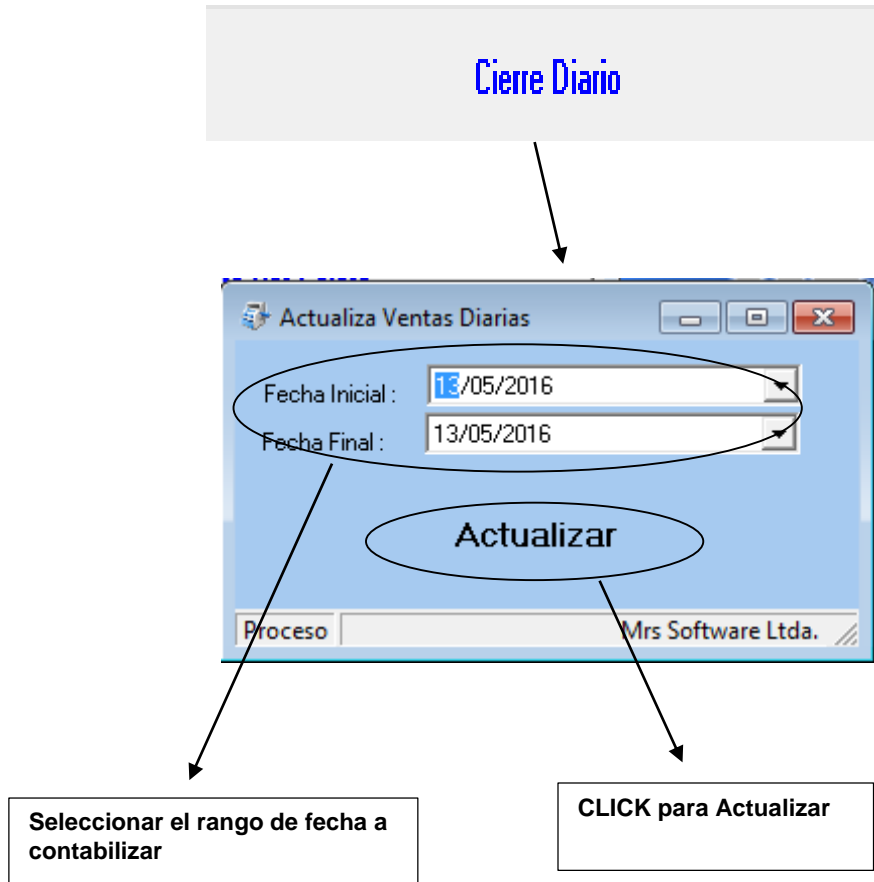 Cierre Diario
Actualiza Ventas Diarias
Fecha Inicial : 13/05/2016
Fecha Final : 13/05/2016
Actualizar
Proceso Mrs Software Ltda.
Seleccionar el rango de fecha a
contabilizar
CLICK para Actualizar